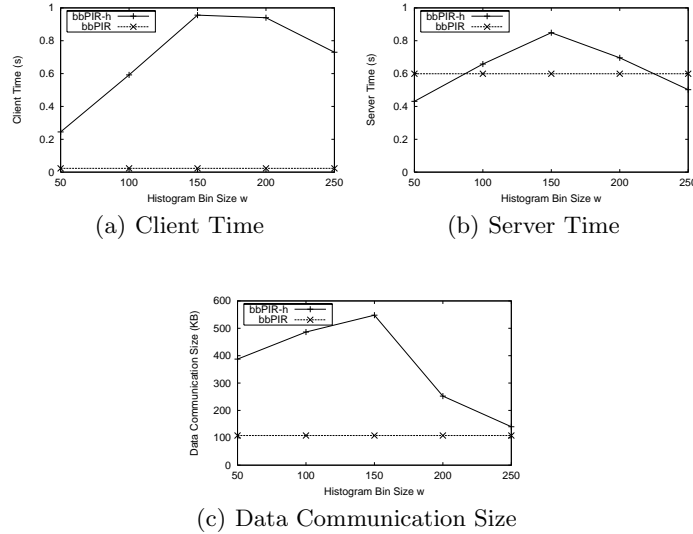 bbPIR-h
bbPIR
Client Time (s)
1
0.8
0.6
0.4
0.2
0
50 100 150 200 250
Histogram Bin Size w
(a) Client Time
bbPIR-h
bbPIR
Server Time (s)
1
0.8
0.6
0.4
0.2
0
50 100 150 200 250
Histogram Bin Size w
(b) Server Time
bbPIR-h
bbPIR
Data Communication Size (KB)
600
500
400
300
200
100
0
50 100 150 200 250
Histogram Bin Size w
(c) Data Communication Size